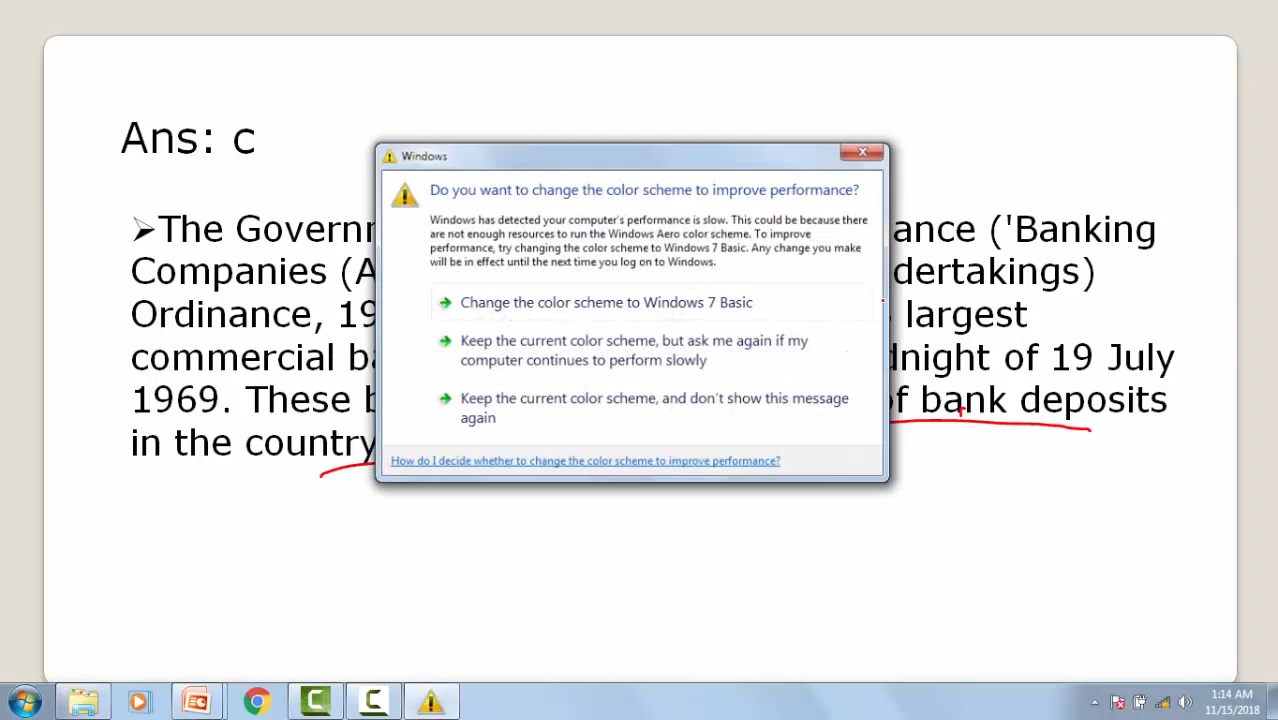 Ans: c
Windows
Do you want to change the color scheme to improve performance?
Windows has detected your computer's performance is slow. This could be because there
are not enough resources to run the Windows Aero color scheme. To improve
performance, try changing the color scheme to Windows 7 Basic. Any change you make
will be in effect until the next time you log on to Windows.
Change the color scheme to Windows 7 Basic
Keep the current color scheme, but ask me again if my
computer continues to perform slowly
Keep the current color scheme, and don't show this message
again
How do I decide whether to change the color scheme to improve performance?
➢The Govern ance ('Banking
Companies (A dertakings)
Ordinance, 19 largest
commercial ba dnight of 19 July
1969. These b of bank deposits
in the country
1:14 AM
11/15/2018